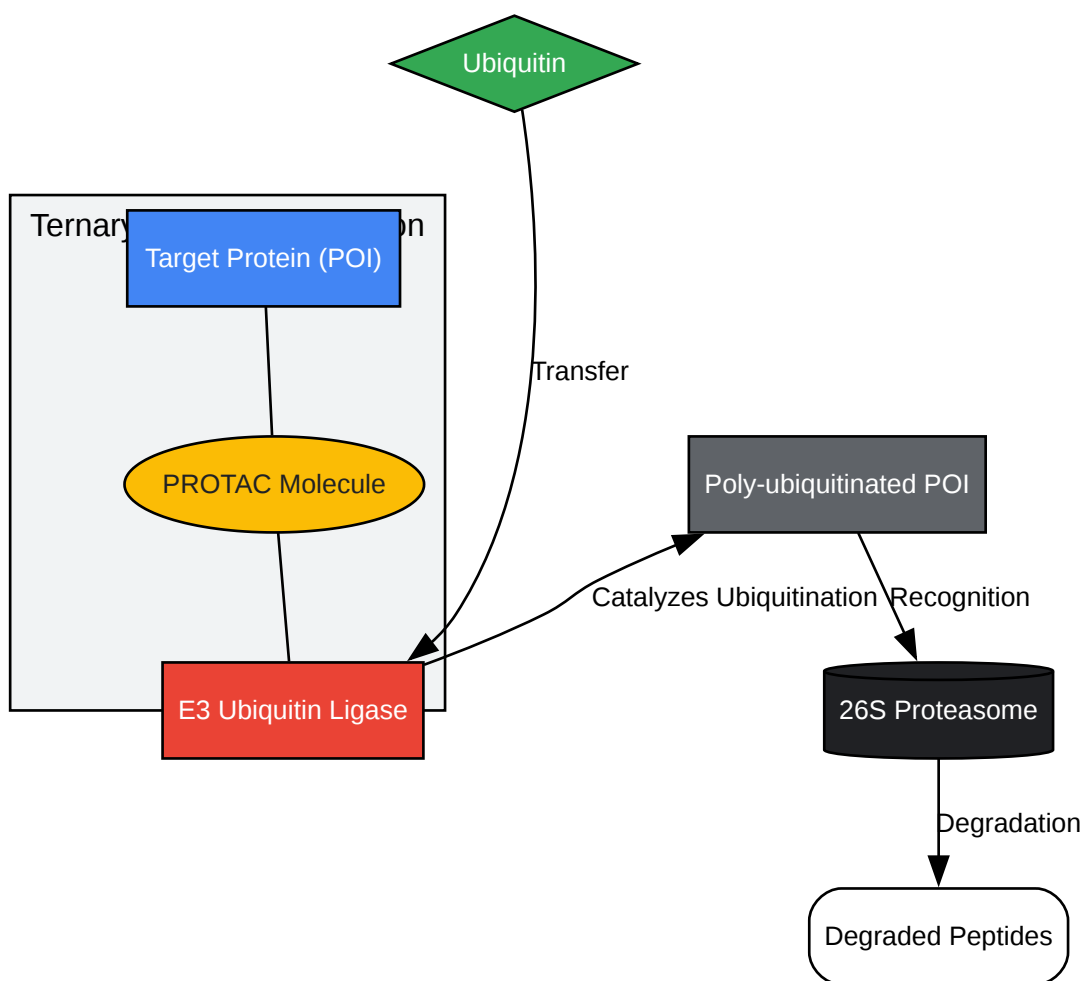 Ubiquitin
Ternary
Target Protein (POI)
Transfer
PROTAC Molecule
Poly-ubiquitinated POI
Catalyzes Ubiquitination
Recognition
E3 Ubiquitin Ligase
26S Proteasome
Degradation
Degraded Peptides